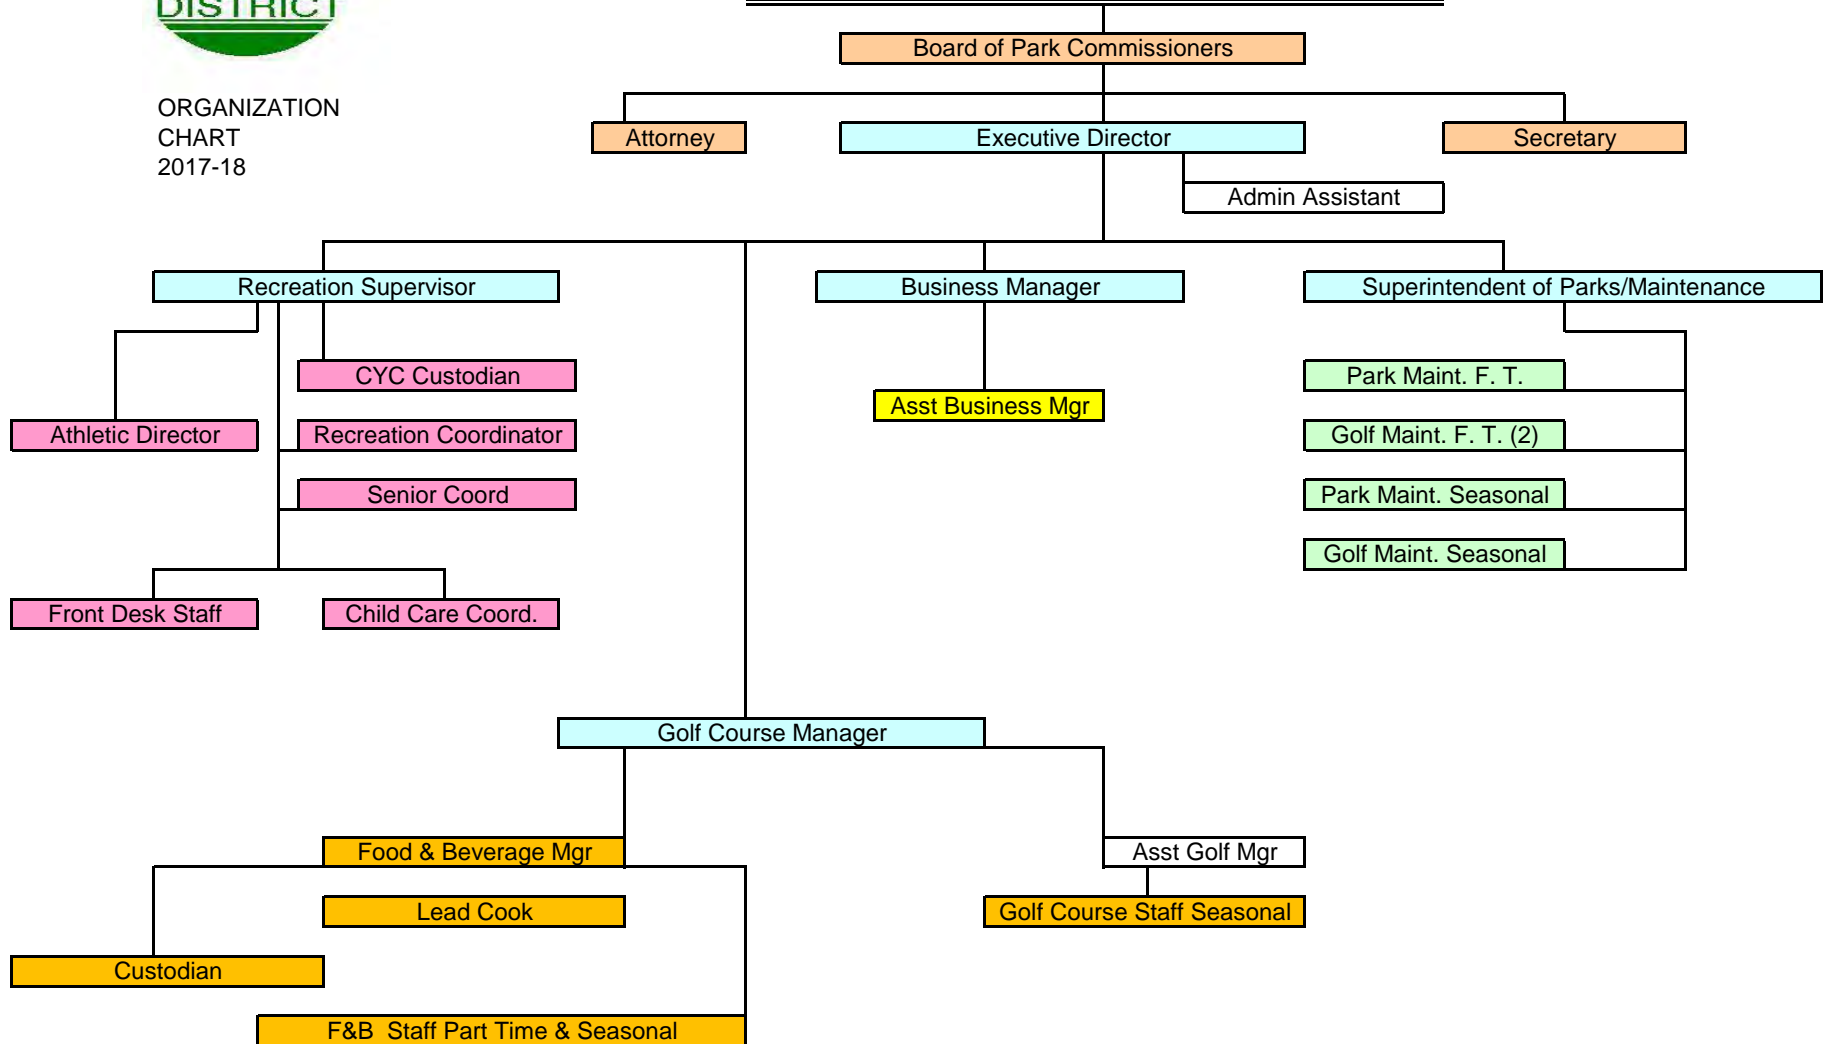 DISTRICT
Board of Park Commissioners
ORGANIZATION
CHART
2017-18
Attorney
Executive Director
Secretary
Admin Assistant
Recreation Supervisor
Business Manager
Superintendent of Parks/Maintenance
CYC Custodian
Park Maint. F. T.
Asst Business Mgr
Athletic Director
Recreation Coordinator
Golf Maint. F. T. (2)
Senior Coord
Park Maint. Seasonal
Golf Maint. Seasonal
Front Desk Staff
Child Care Coord.
Golf Course Manager
Food & Beverage Mgr
Asst Golf Mgr
Lead Cook
Golf Course Staff Seasonal
Custodian
F&B  Staff Part Time & Seasonal